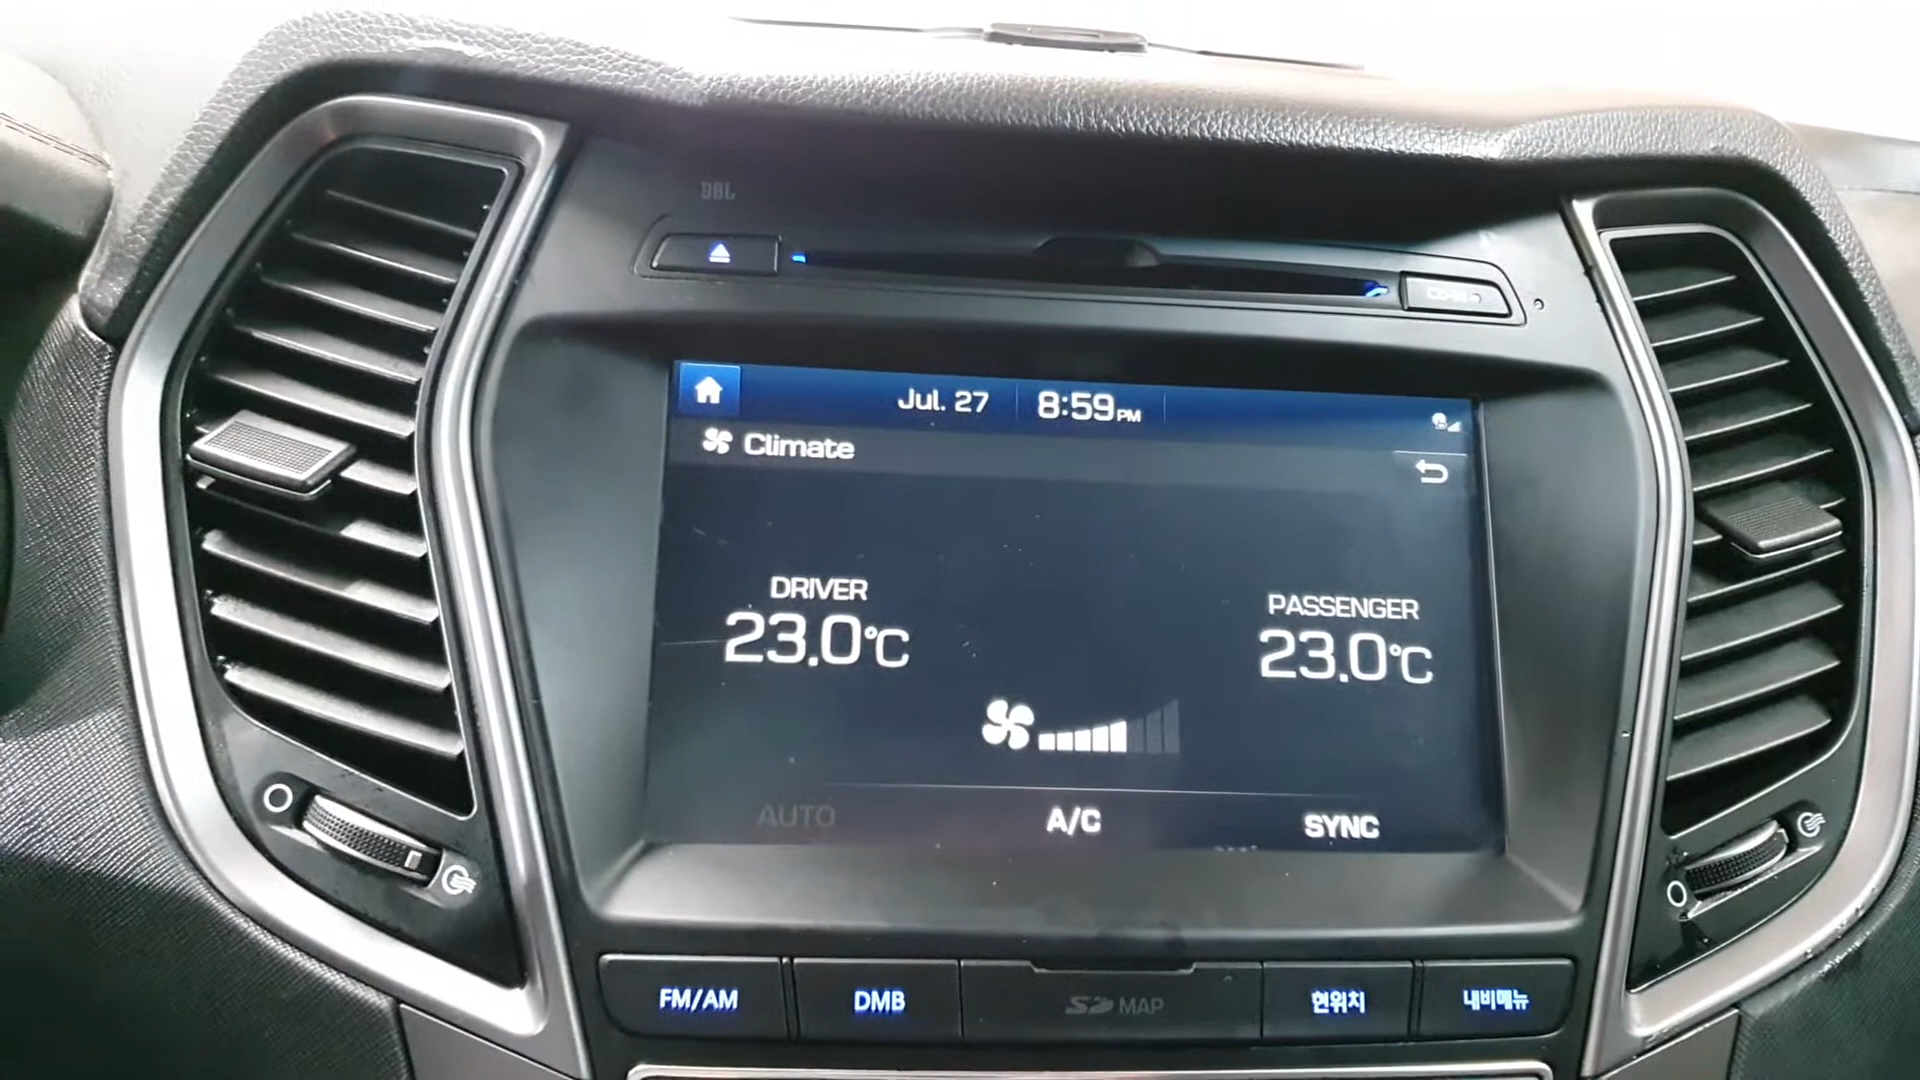 JBL
Jul. 27 8:59 PM
Climate
DRIVER
23.0°C
PASSENGER
23.0°C
AUTO A/C SYNC
FM/AM DMB SD MAP 현위치 내비메뉴